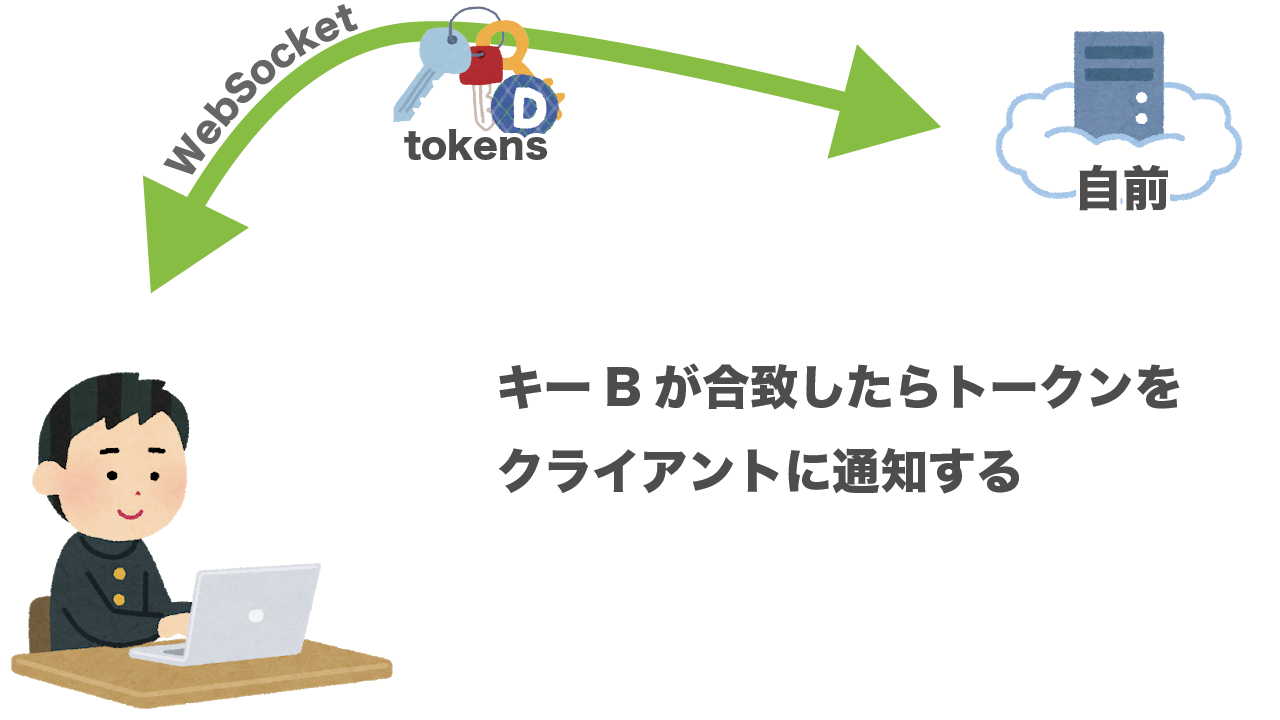 WebSocket
D
tokens
自前
キーBが合致したらトークンを
クライアントに通知する